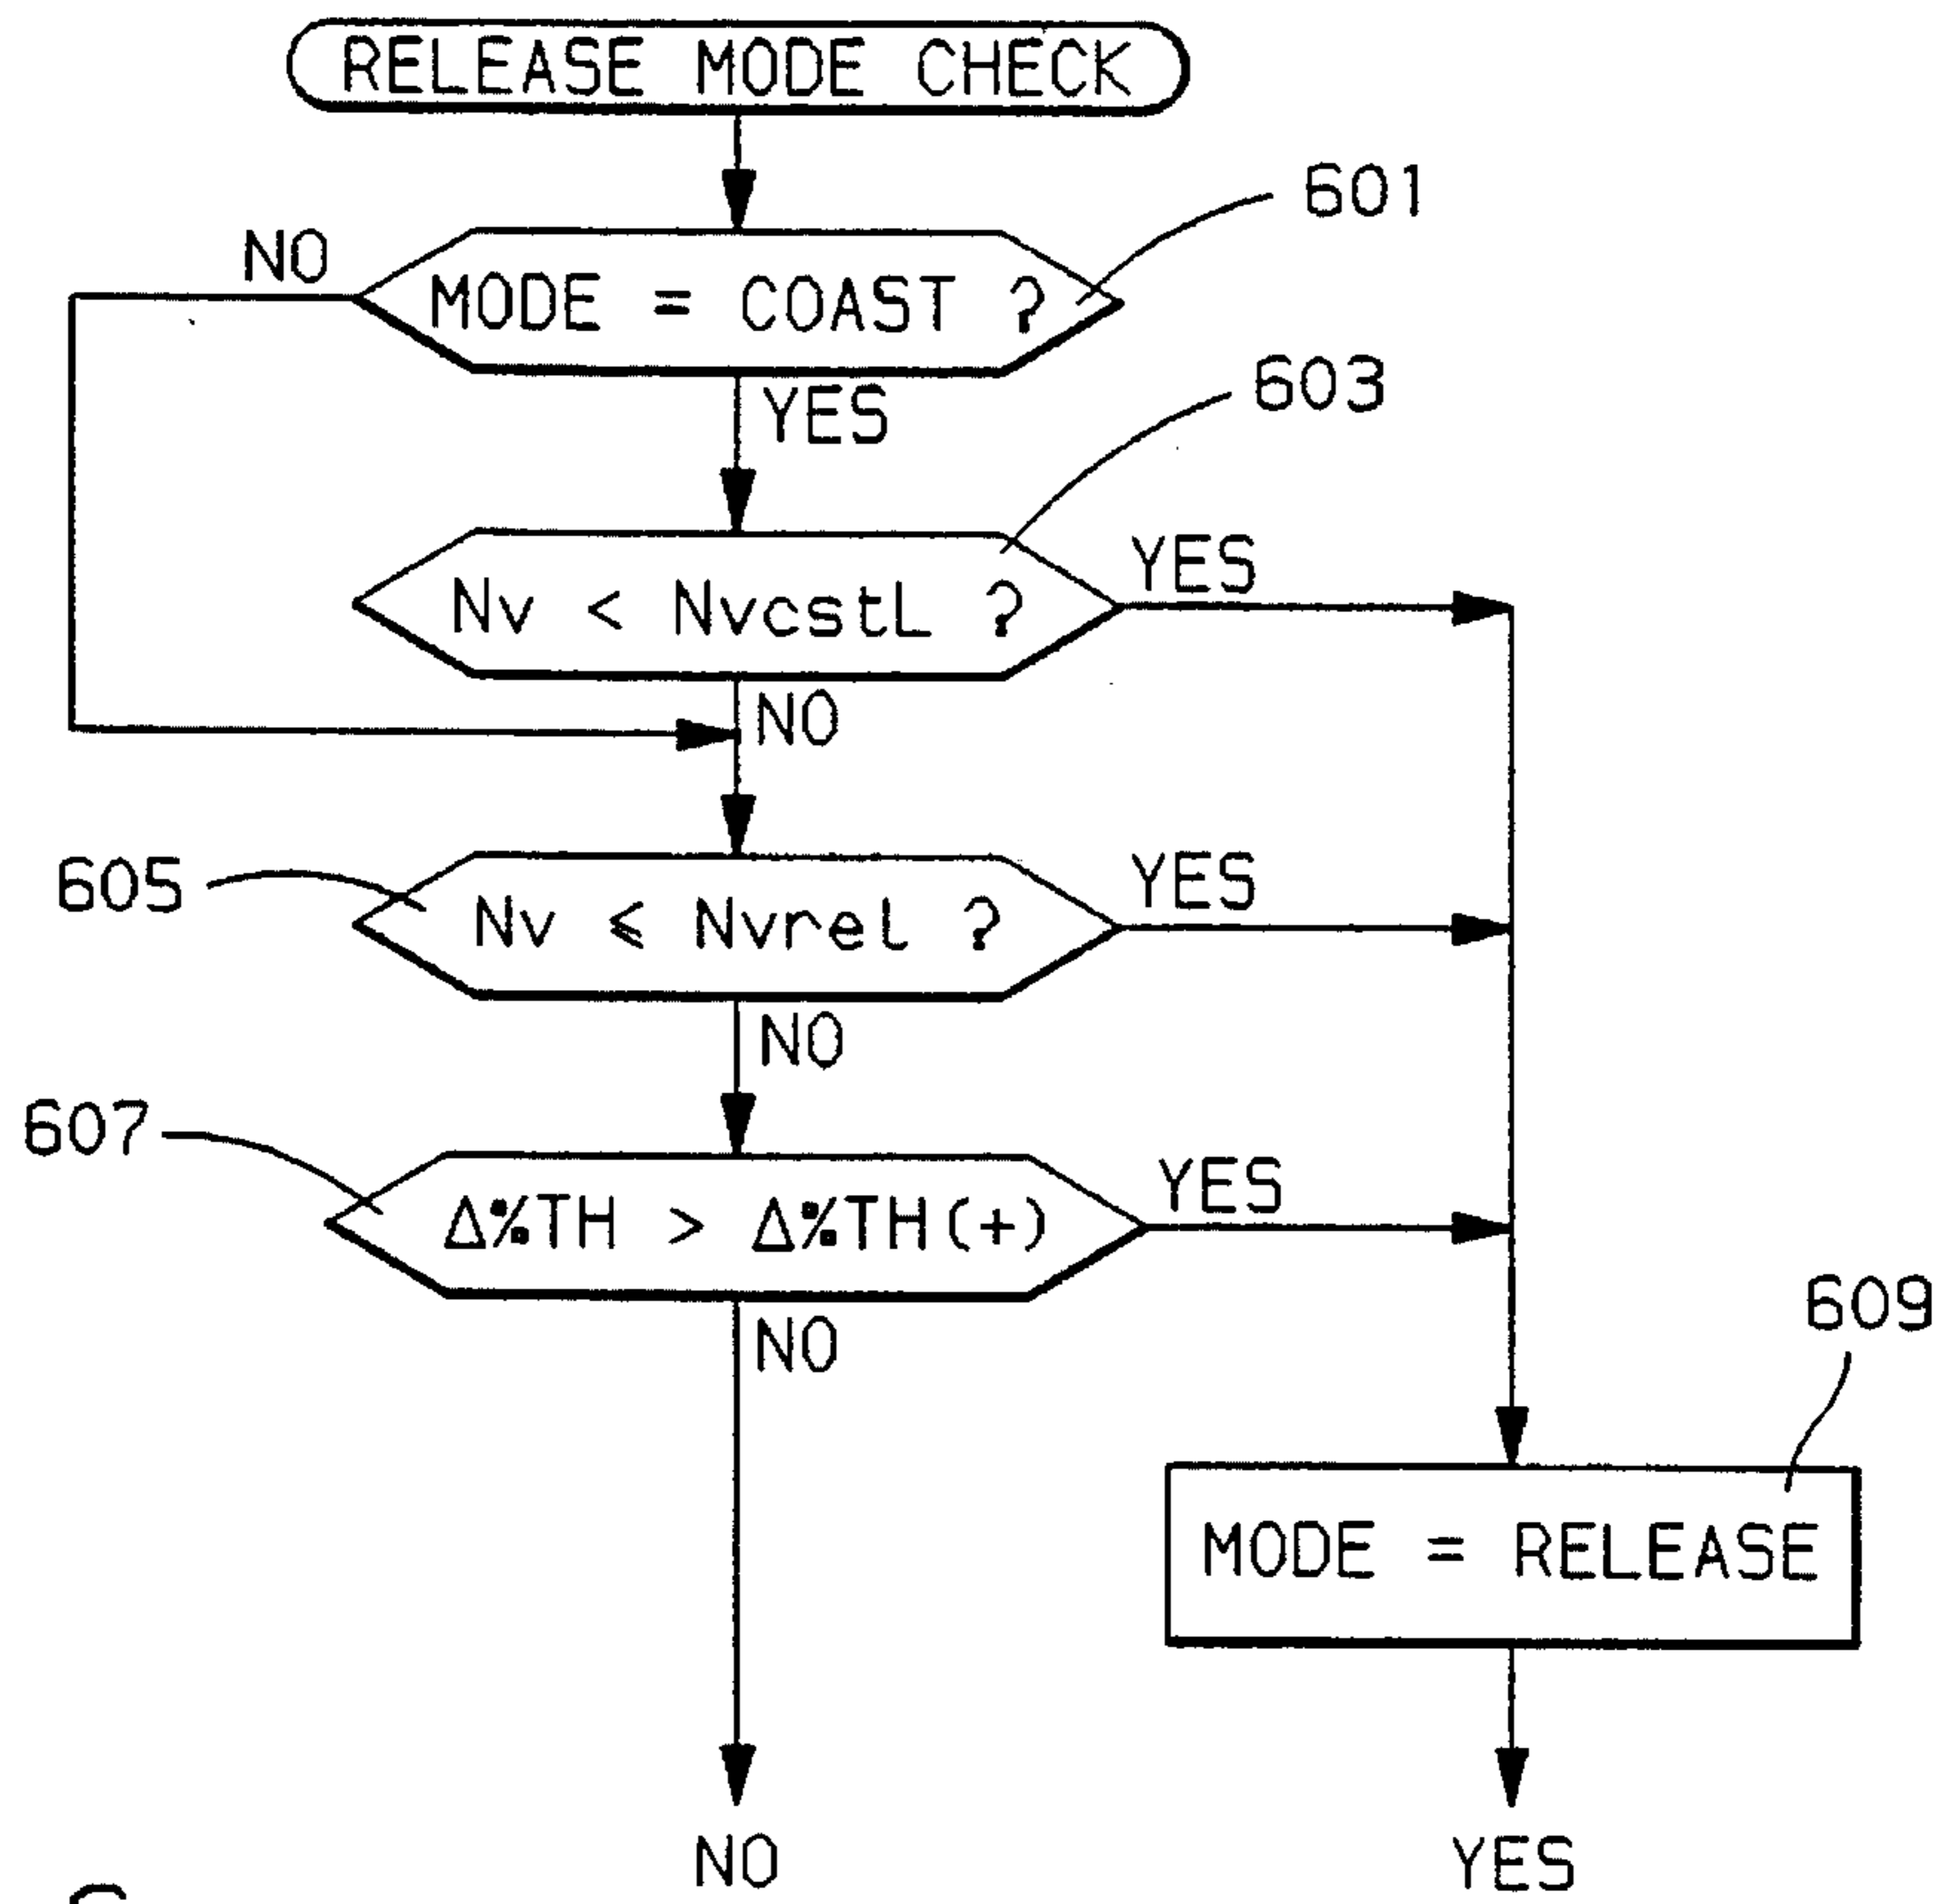 RELEASE MODE CHECK
601
NO
MODE = COAST ?
603
YES
YES
Nv < NvcstL ?
NO
605
YES
Nv ≤ Nvrel ?
NO
607
YES
Δ%TH > Δ%TH(+)
609
NO
MODE = RELEASE
NO
YES